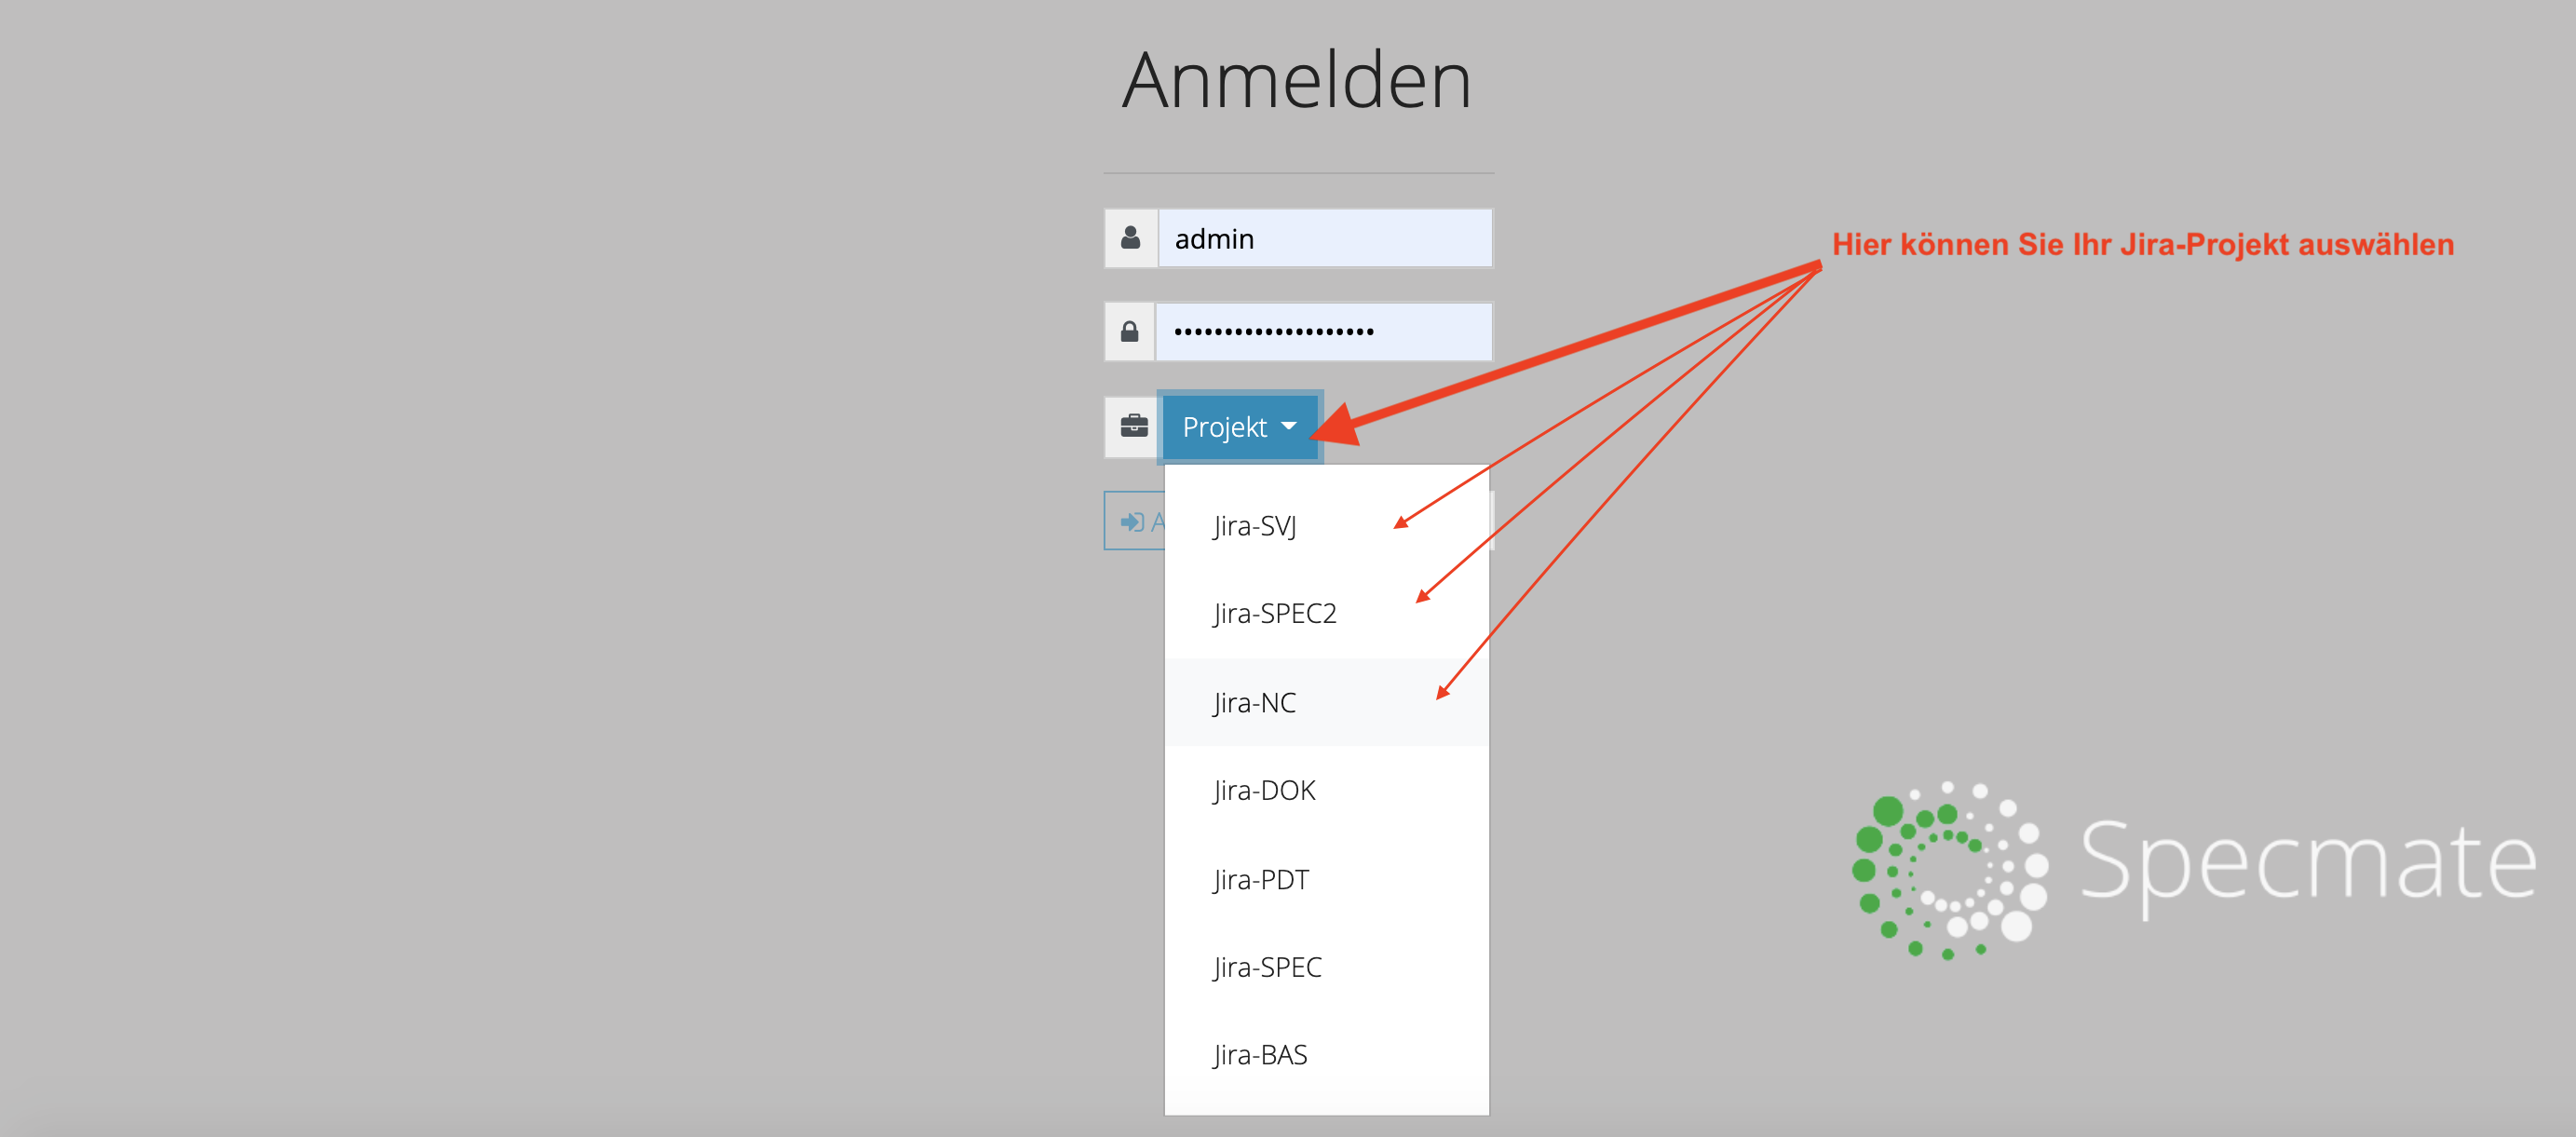 Anmelden
admin
Hier können Sie Ihr Jira-Projekt auswählen
••••••••••••••••••••
Projekt
A
Jira-SVJ
Jira-SPEC2
Jira-NC
Jira-DOK
Jira-PDT
Jira-SPEC
Jira-BAS
Specmate